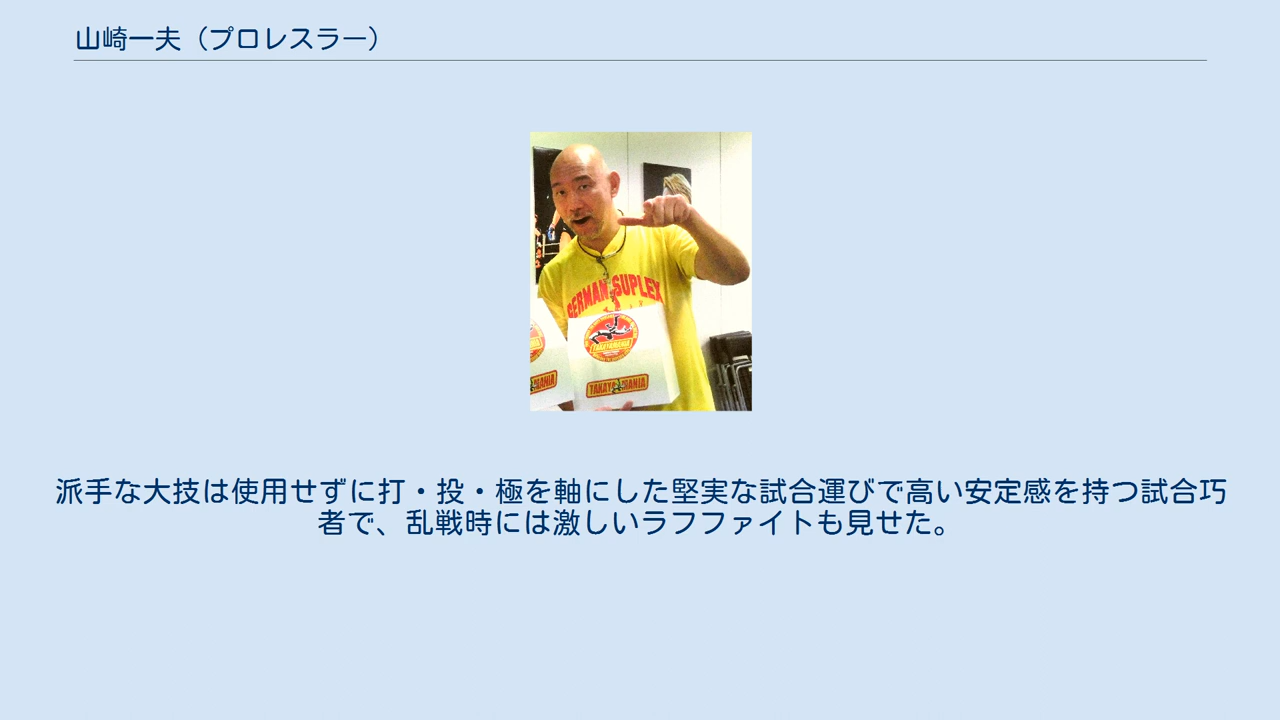 山崎一夫（プロレスラー）
GERMAN SUPLEX
TAKAYAMANIA
TAKAYAMANIA
派手な大技は使用せずに打・投・極を軸にした堅実な試合運びで高い安定感を持つ試合巧
者で、乱戦時には激しいラフファイトも見せた。